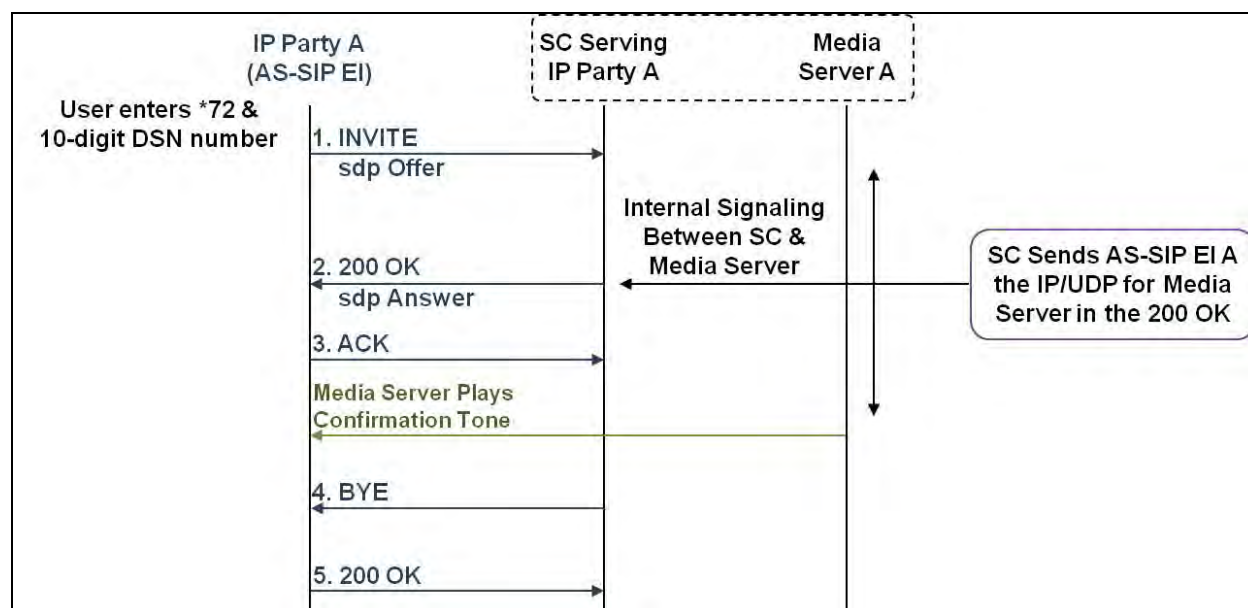 IP Party A
(AS-SIP EI)
SC Serving
IP Party A
Media
Server A
User enters *72 &
10-digit DSN number
1. INVITE
sdp Offer
Internal Signaling
Between SC &
Media Server
SC Sends AS-SIP EI A
the IP/UDP for Media
Server in the 200 OK
2. 200 OK
sdp Answer
3. ACK
Media Server Plays
Confirmation Tone
4. BYE
5. 200 OK